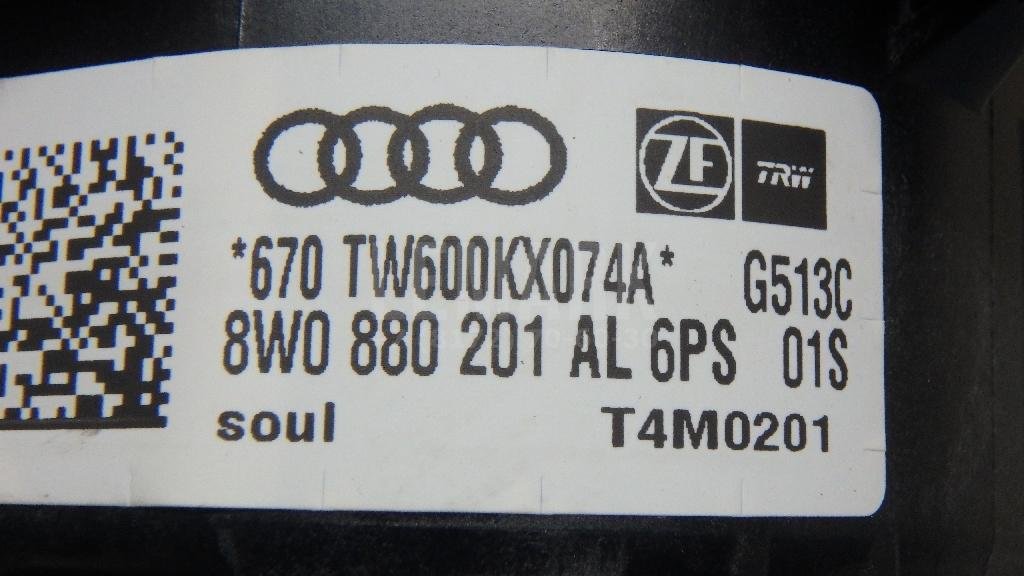 ZF TRW
*670 TW600KX074A* G513C
8W0 880 201 AL 6PS 01S
soul T4M0201